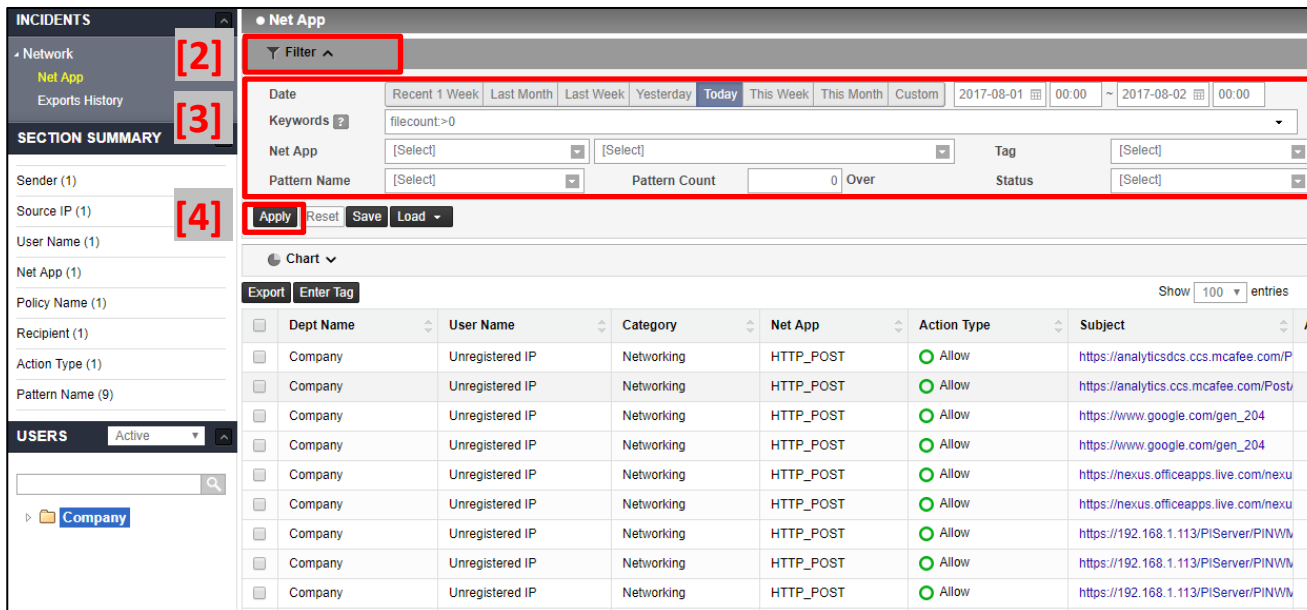 INCIDENTS
Network
Net App
Exports History
SECTION SUMMARY
Sender (1)
Source IP (1)
User Name (1)
Net App (1)
Policy Name (1)
Recipient (1)
Action Type (1)
Pattern Name (9)
USERS Active
Company
[2]
[3]
[4]
Net App
Filter
Date Recent 1 Week Last Month Last Week Yesterday Today This Week This Month Custom 2017-08-01 00:00 ~ 2017-08-02 00:00
Keywords ? filecount:>0
Net App [Select] [Select] Tag [Select]
Pattern Name [Select] Pattern Count 0 Over Status [Select]
Apply Reset Save Load
Chart
Export Enter Tag Show 100 entries
Dept Name User Name Category Net App Action Type Subject
Company Unregistered IP Networking HTTP_POST Allow https://analyticsdcs.ccs.mcafee.com/P
Company Unregistered IP Networking HTTP_POST Allow https://analytics.ccs.mcafee.com/Post/
Company Unregistered IP Networking HTTP_POST Allow https://www.google.com/gen_204
Company Unregistered IP Networking HTTP_POST Allow https://www.google.com/gen_204
Company Unregistered IP Networking HTTP_POST Allow https://nexus.officeapps.live.com/nexu
Company Unregistered IP Networking HTTP_POST Allow https://nexus.officeapps.live.com/nexu
Company Unregistered IP Networking HTTP_POST Allow https://192.168.1.113/PIServer/PINWM
Company Unregistered IP Networking HTTP_POST Allow https://192.168.1.113/PIServer/PINWM
Company Unregistered IP Networking HTTP_POST Allow https://192.168.1.113/PIServer/PINWM